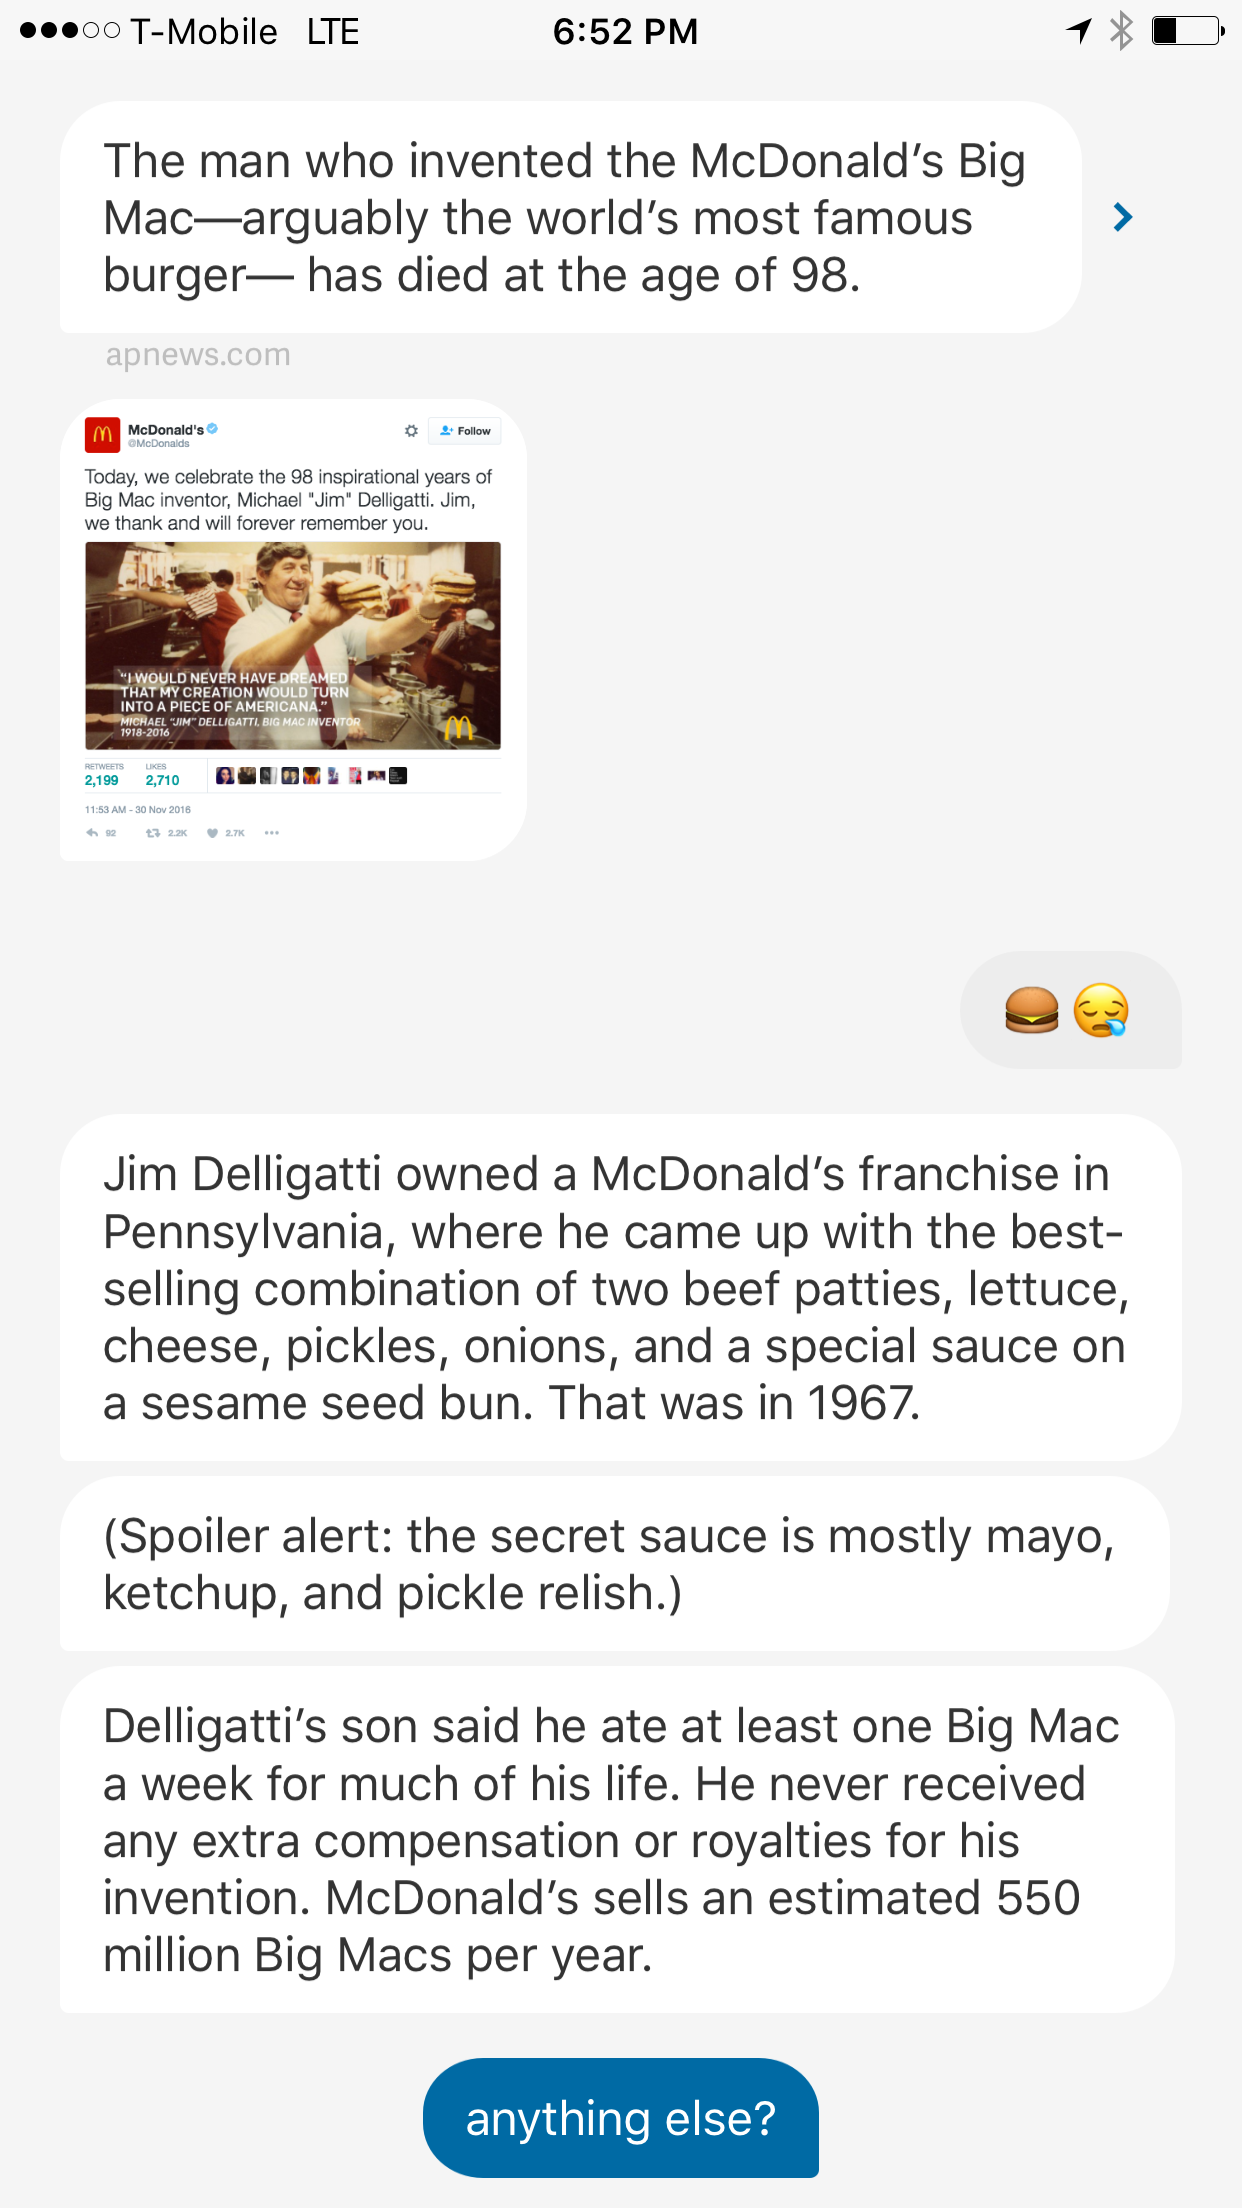 T-Mobile LTE 6:52 PM
The man who invented the McDonald’s Big
Mac—arguably the world’s most famous
burger— has died at the age of 98.
apnews.com
McDonald's
@McDonalds
Follow
Today, we celebrate the 98 inspirational years of
Big Mac inventor, Michael "Jim" Delligatti. Jim,
we thank and will forever remember you.
“I WOULD NEVER HAVE DREAMED
THAT MY CREATION WOULD TURN
INTO A PIECE OF AMERICANA.”
MICHAEL “JIM” DELLIGATTI, BIG MAC INVENTOR
1918-2016
RETWEETS LIKES
2,199 2,710
11:53 AM - 30 Nov 2016
92 2.2K 2.7K
Jim Delligatti owned a McDonald’s franchise in
Pennsylvania, where he came up with the best-
selling combination of two beef patties, lettuce,
cheese, pickles, onions, and a special sauce on
a sesame seed bun. That was in 1967.
(Spoiler alert: the secret sauce is mostly mayo,
ketchup, and pickle relish.)
Delligatti’s son said he ate at least one Big Mac
a week for much of his life. He never received
any extra compensation or royalties for his
invention. McDonald’s sells an estimated 550
million Big Macs per year.
anything else?